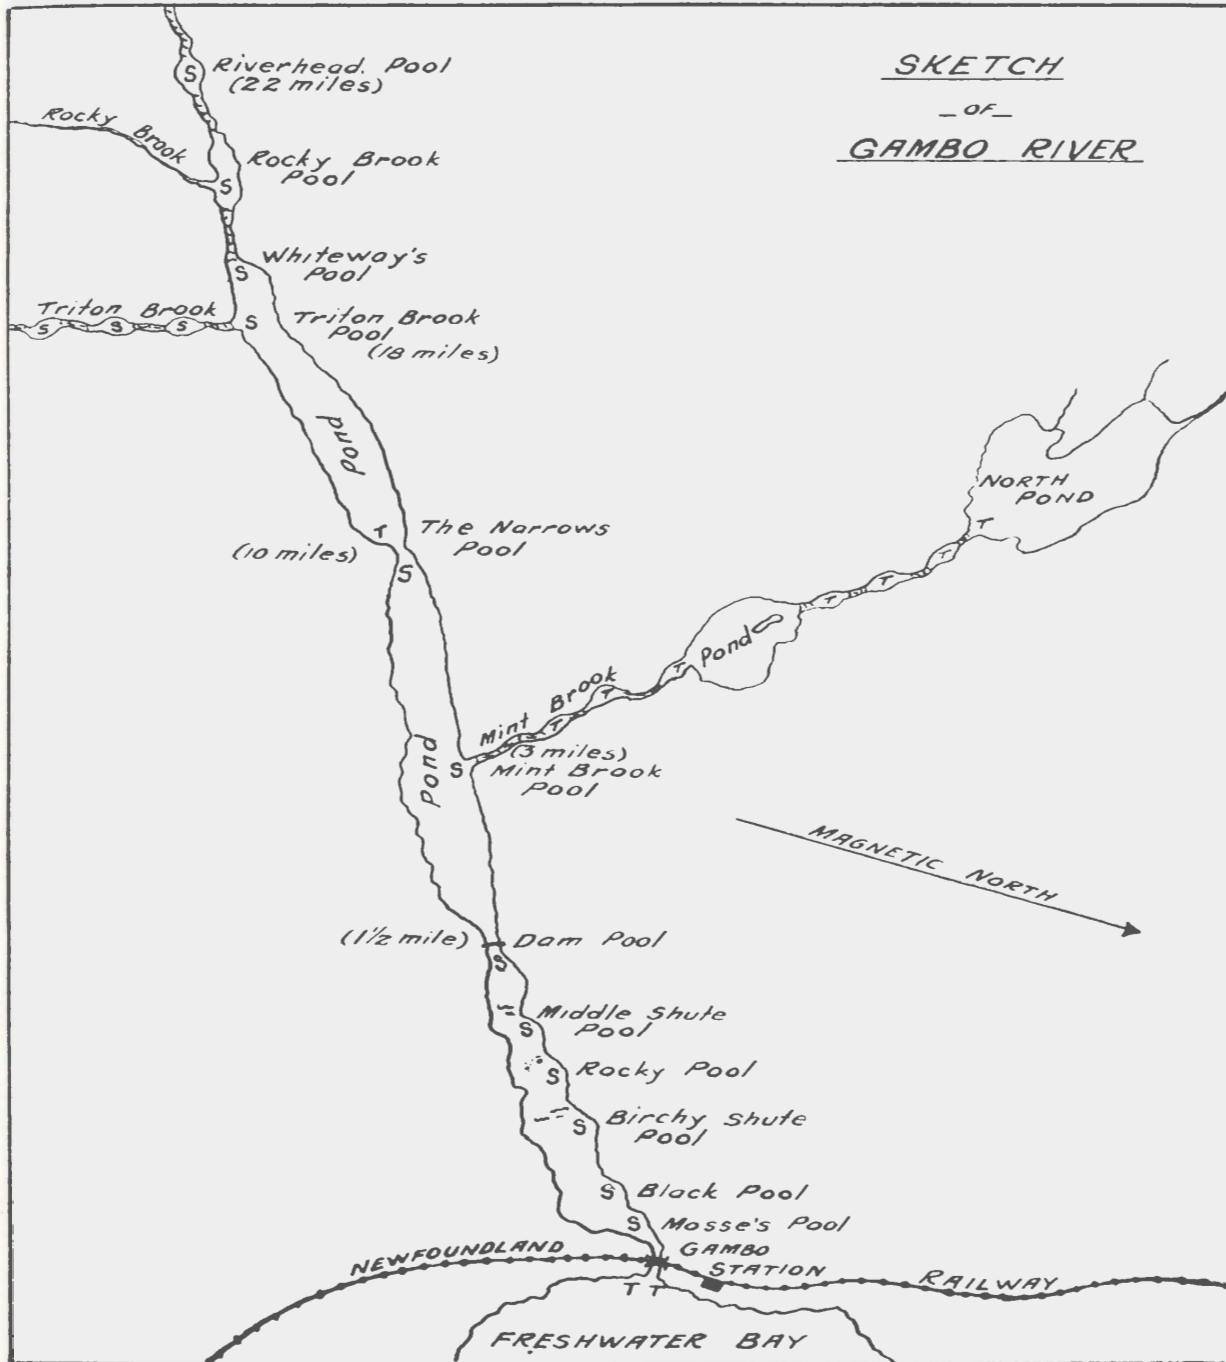 SKETCH
OF
GAMBO RIVER
S
Riverhead. Pool
(22 miles)
Rocky Brook
Rocky Brook
Pool
S
Whiteway's
Pool
S
Triton Brook
S S S S
Triton Brook
Pool
(18 miles)
Pond
T
The Narrows
Pool
(10 miles)
S
NORTH
POND
T
T
T
T
Pond
T
Mint Brook
T
T
(3 miles)
S
Mint Brook
Pool
Pond
MAGNETIC NORTH
(1½ mile)
Dam Pool
S
Middle Shute
Pool
S
S Rocky Pool
Birchy Shute
Pool
S
S Black Pool
S Mosse's Pool
NEWFOUNDLAND
GAMBO
STATION
RAILWAY
T T
FRESHWATER BAY